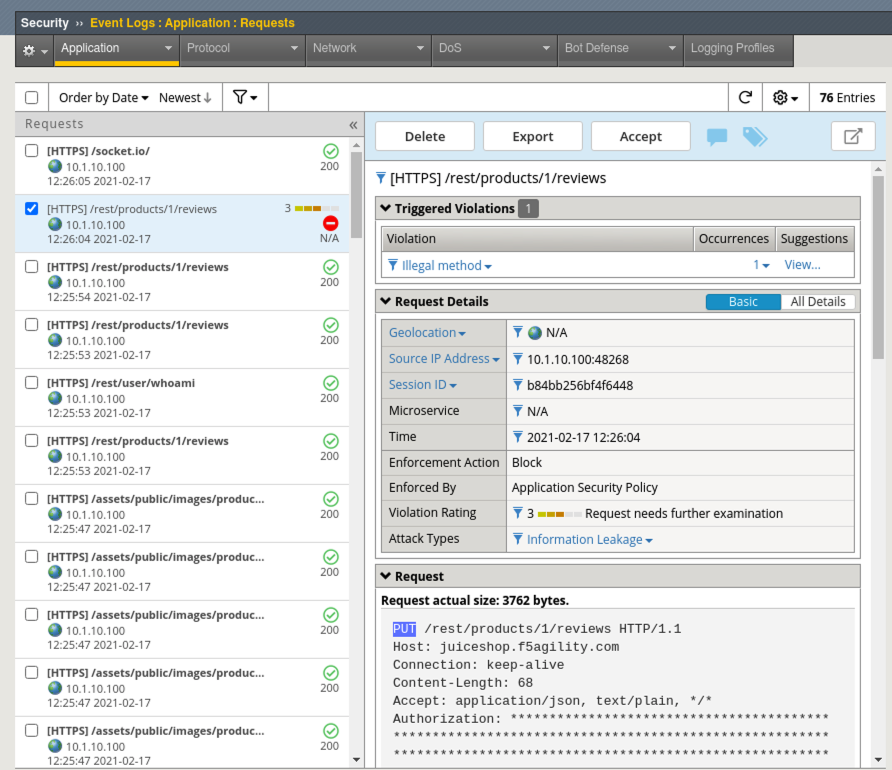 Security ›› Event Logs : Application : Requests
Application Protocol Network DoS Bot Defense Logging Profiles
Order by Date Newest 76 Entries
Requests «
[HTTPS] /socket.io/
10.1.10.100 200
12:26:05 2021-02-17
[HTTPS] /rest/products/1/reviews 3
10.1.10.100
12:26:04 2021-02-17 N/A
[HTTPS] /rest/products/1/reviews
10.1.10.100 200
12:25:54 2021-02-17
[HTTPS] /rest/products/1/reviews
10.1.10.100 200
12:25:53 2021-02-17
[HTTPS] /rest/user/whoami
10.1.10.100 200
12:25:53 2021-02-17
[HTTPS] /rest/products/1/reviews
10.1.10.100 200
12:25:53 2021-02-17
[HTTPS] /assets/public/images/produc...
10.1.10.100 200
12:25:47 2021-02-17
[HTTPS] /assets/public/images/produc...
10.1.10.100 200
12:25:47 2021-02-17
[HTTPS] /assets/public/images/produc...
10.1.10.100 200
12:25:47 2021-02-17
[HTTPS] /assets/public/images/produc...
10.1.10.100 200
12:25:47 2021-02-17
[HTTPS] /assets/public/images/produc...
10.1.10.100 200
12:25:47 2021-02-17
Delete Export Accept
[HTTPS] /rest/products/1/reviews
Triggered Violations 1
Violation Occurrences Suggestions
Illegal method 1 View...
Request Details Basic All Details
Geolocation N/A
Source IP Address 10.1.10.100:48268
Session ID b84bb256bf4f6448
Microservice N/A
Time 2021-02-17 12:26:04
Enforcement Action Block
Enforced By Application Security Policy
Violation Rating 3 Request needs further examination
Attack Types Information Leakage
Request
Request actual size: 3762 bytes.
PUT /rest/products/1/reviews HTTP/1.1
Host: juiceshop.f5agility.com
Connection: keep-alive
Content-Length: 68
Accept: application/json, text/plain, */*
Authorization: *****************************************
********************************************************
********************************************************